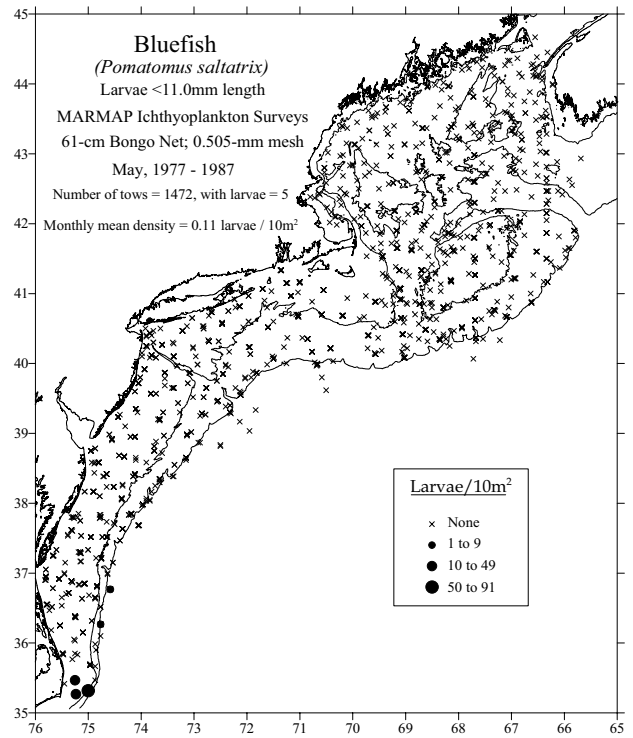 Bluefish
(Pomatomus saltatrix)
Larvae <11.0mm length
MARMAP Ichthyoplankton Surveys
61-cm Bongo Net; 0.505-mm mesh
May, 1977 - 1987
Number of tows = 1472, with larvae = 5
Monthly mean density = 0.11 larvae / 10m²
45
44
43
42
41
40
39
38
37
36
35
Larvae/10m²
None
1 to 9
10 to 49
50 to 91
76 75 74 73 72 71 70 69 68 67 66 65